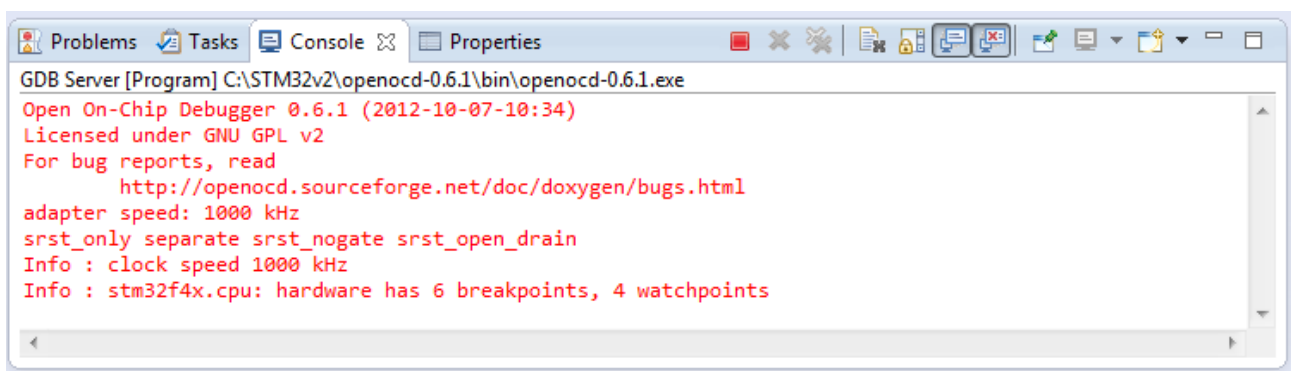 Problems Tasks Console Properties
GDB Server [Program] C:\STM32v2\openocd-0.6.1\bin\openocd-0.6.1.exe
Open On-Chip Debugger 0.6.1 (2012-10-07-10:34)
Licensed under GNU GPL v2
For bug reports, read
http://openocd.sourceforge.net/doc/doxygen/bugs.html
adapter speed: 1000 kHz
srst_only separate srst_nogate srst_open_drain
Info : clock speed 1000 kHz
Info : stm32f4x.cpu: hardware has 6 breakpoints, 4 watchpoints